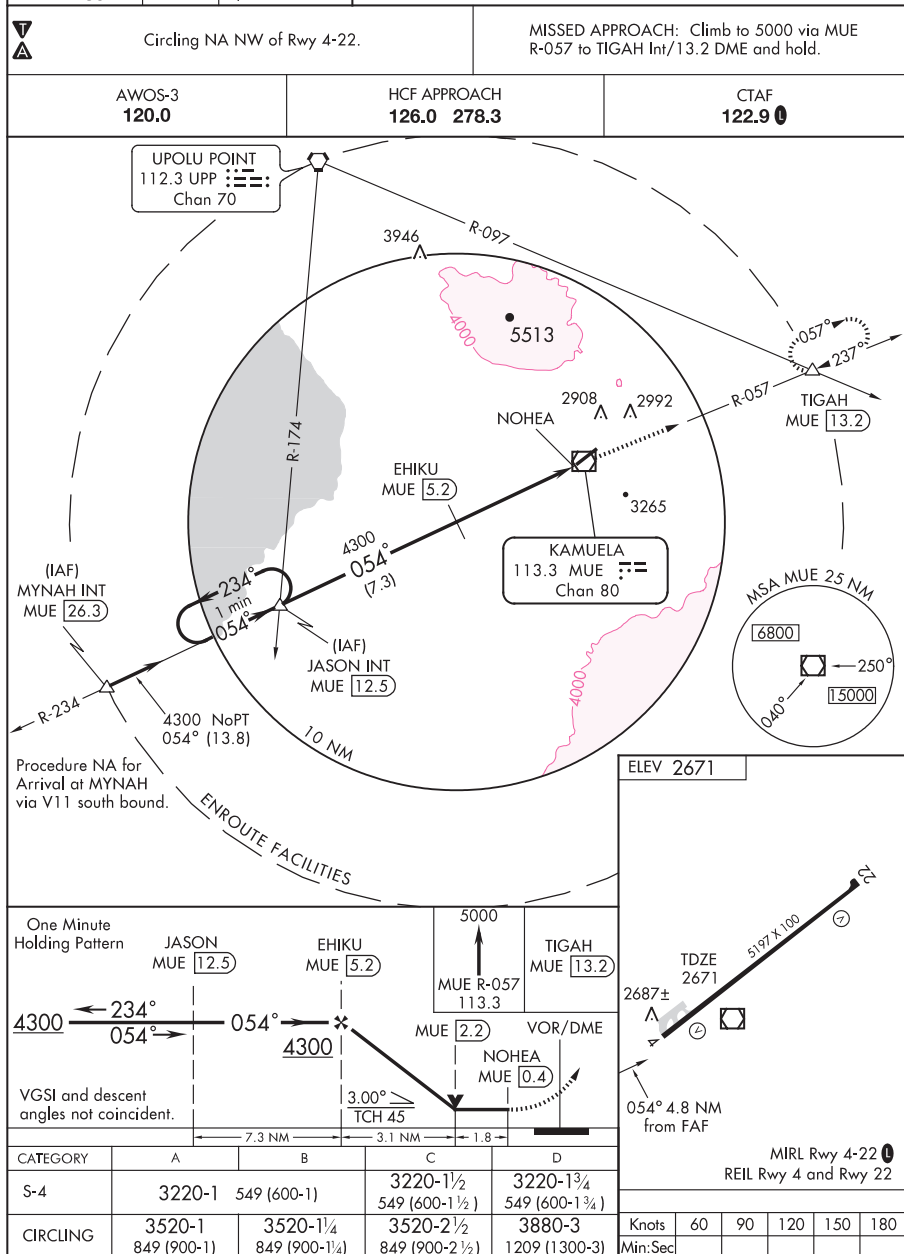 Circling NA NW of Rwy 4-22.
MISSED APPROACH: Climb to 5000 via MUE
R-057 to TIGAH Int/13.2 DME and hold.
T
A
AWOS-3
120.0
HCF APPROACH
126.0 278.3
CTAF
122.9 L
UPOLU POINT
112.3 UPP
Chan 70
3946
R-097
4000
5513
057°
237°
R-057
TIGAH
MUE 13.2
2908
2992
NOHEA
R-174
EHIKU
MUE 5.2
3265
4300
054°
(7.3)
KAMUELA
113.3 MUE
Chan 80
(IAF)
MYNAH INT
MUE 26.3
234°
1 min
054°
(IAF)
JASON INT
MUE 12.5
MSA MUE 25 NM
6800
250°
15000
040°
4000
R-234
4300 NoPT
054° (13.8)
10 NM
Procedure NA for
Arrival at MYNAH
via V11 south bound.
ENROUTE FACILITIES
ELEV 2671
22
5197 X 100
TDZE
2671
2687±
V
V
4
054° 4.8 NM
from FAF
MIRL Rwy 4-22 L
REIL Rwy 4 and Rwy 22
Knots 60 90 120 150 180
Min:Sec
One Minute
Holding Pattern
JASON
MUE 12.5
EHIKU
MUE 5.2
5000
MUE R-057
113.3
TIGAH
MUE 13.2
4300
234°
054°
054°
4300
MUE 2.2
VOR/DME
NOHEA
MUE 0.4
VGSI and descent
angles not coincident.
3.00°
TCH 45
7.3 NM 3.1 NM 1.8
CATEGORY A B C D
S-4 3220-1 549 (600-1) 3220-1½ 549 (600-1½) 3220-1¾ 549 (600-1¾)
CIRCLING 3520-1 849 (900-1) 3520-1¼ 849 (900-1¼) 3520-2½ 849 (900-2½) 3880-3 1209 (1300-3)